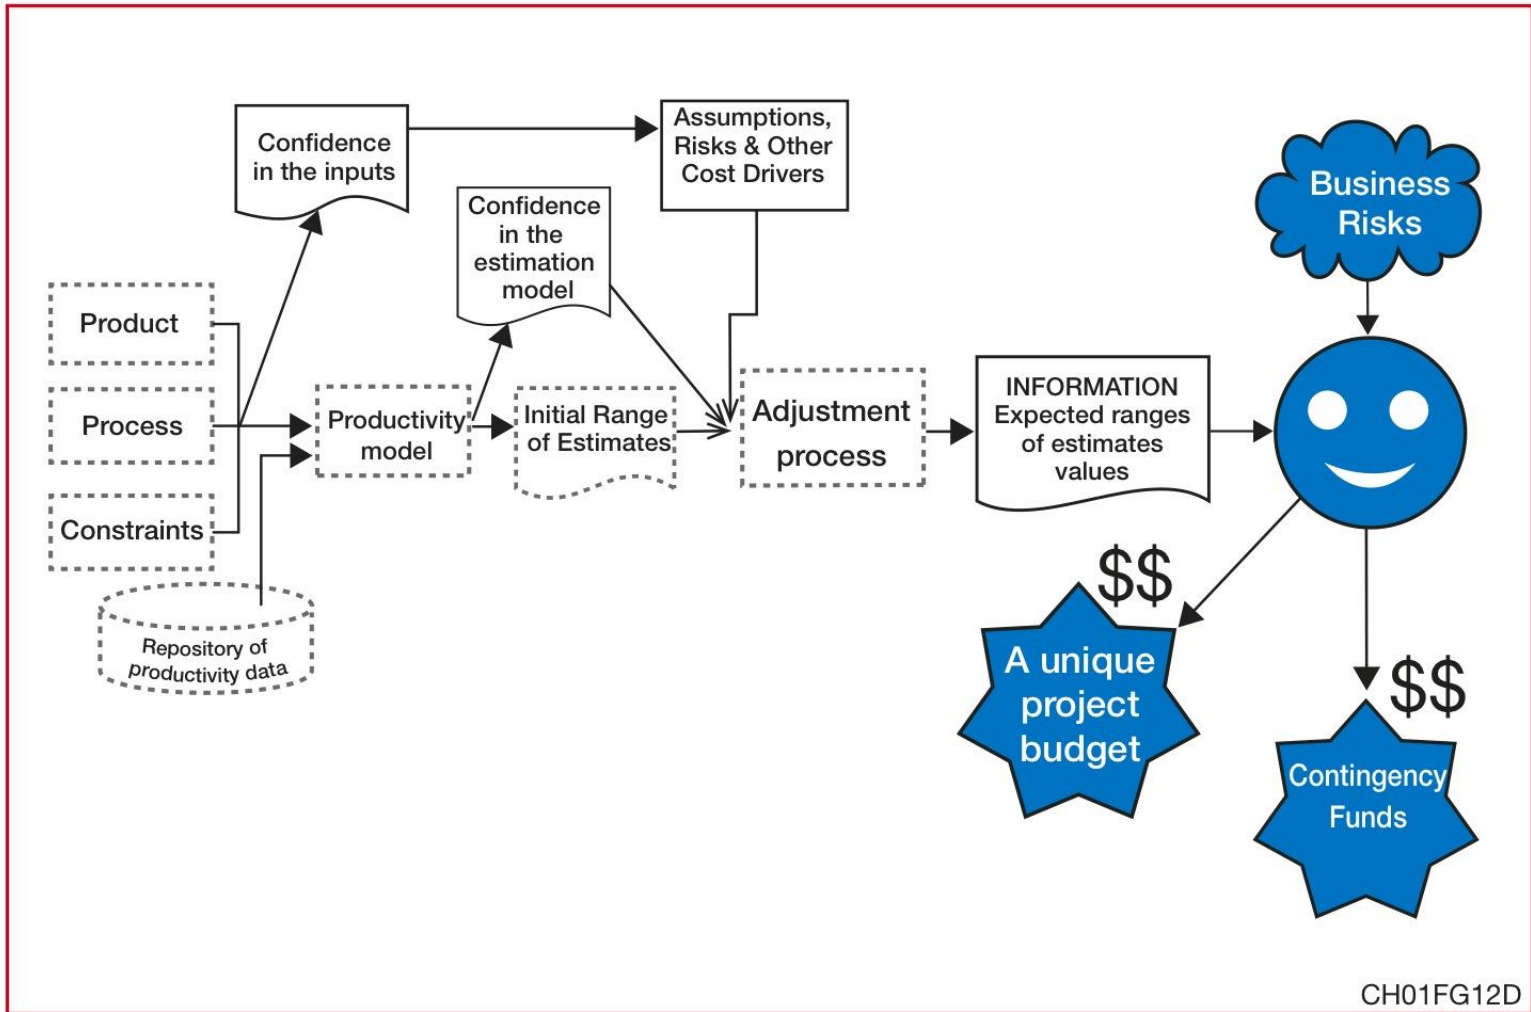 Confidence
in the inputs
Assumptions,
Risks & Other
Cost Drivers
Confidence
in the
estimation
model
Business
Risks
Product
Process
Constraints
Repository of
productivity data
Productivity
model
Initial Range
of Estimates
Adjustment
process
INFORMATION
Expected ranges
of estimates
values
$$
A unique
project
budget
$$
Contingency
Funds
CH01FG12D